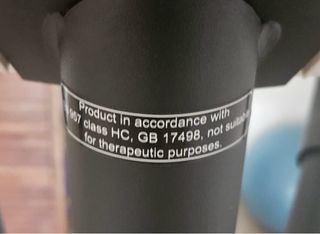 Product in accordance with
957 class HC, GB 17498, not suitable
for therapeutic purposes.